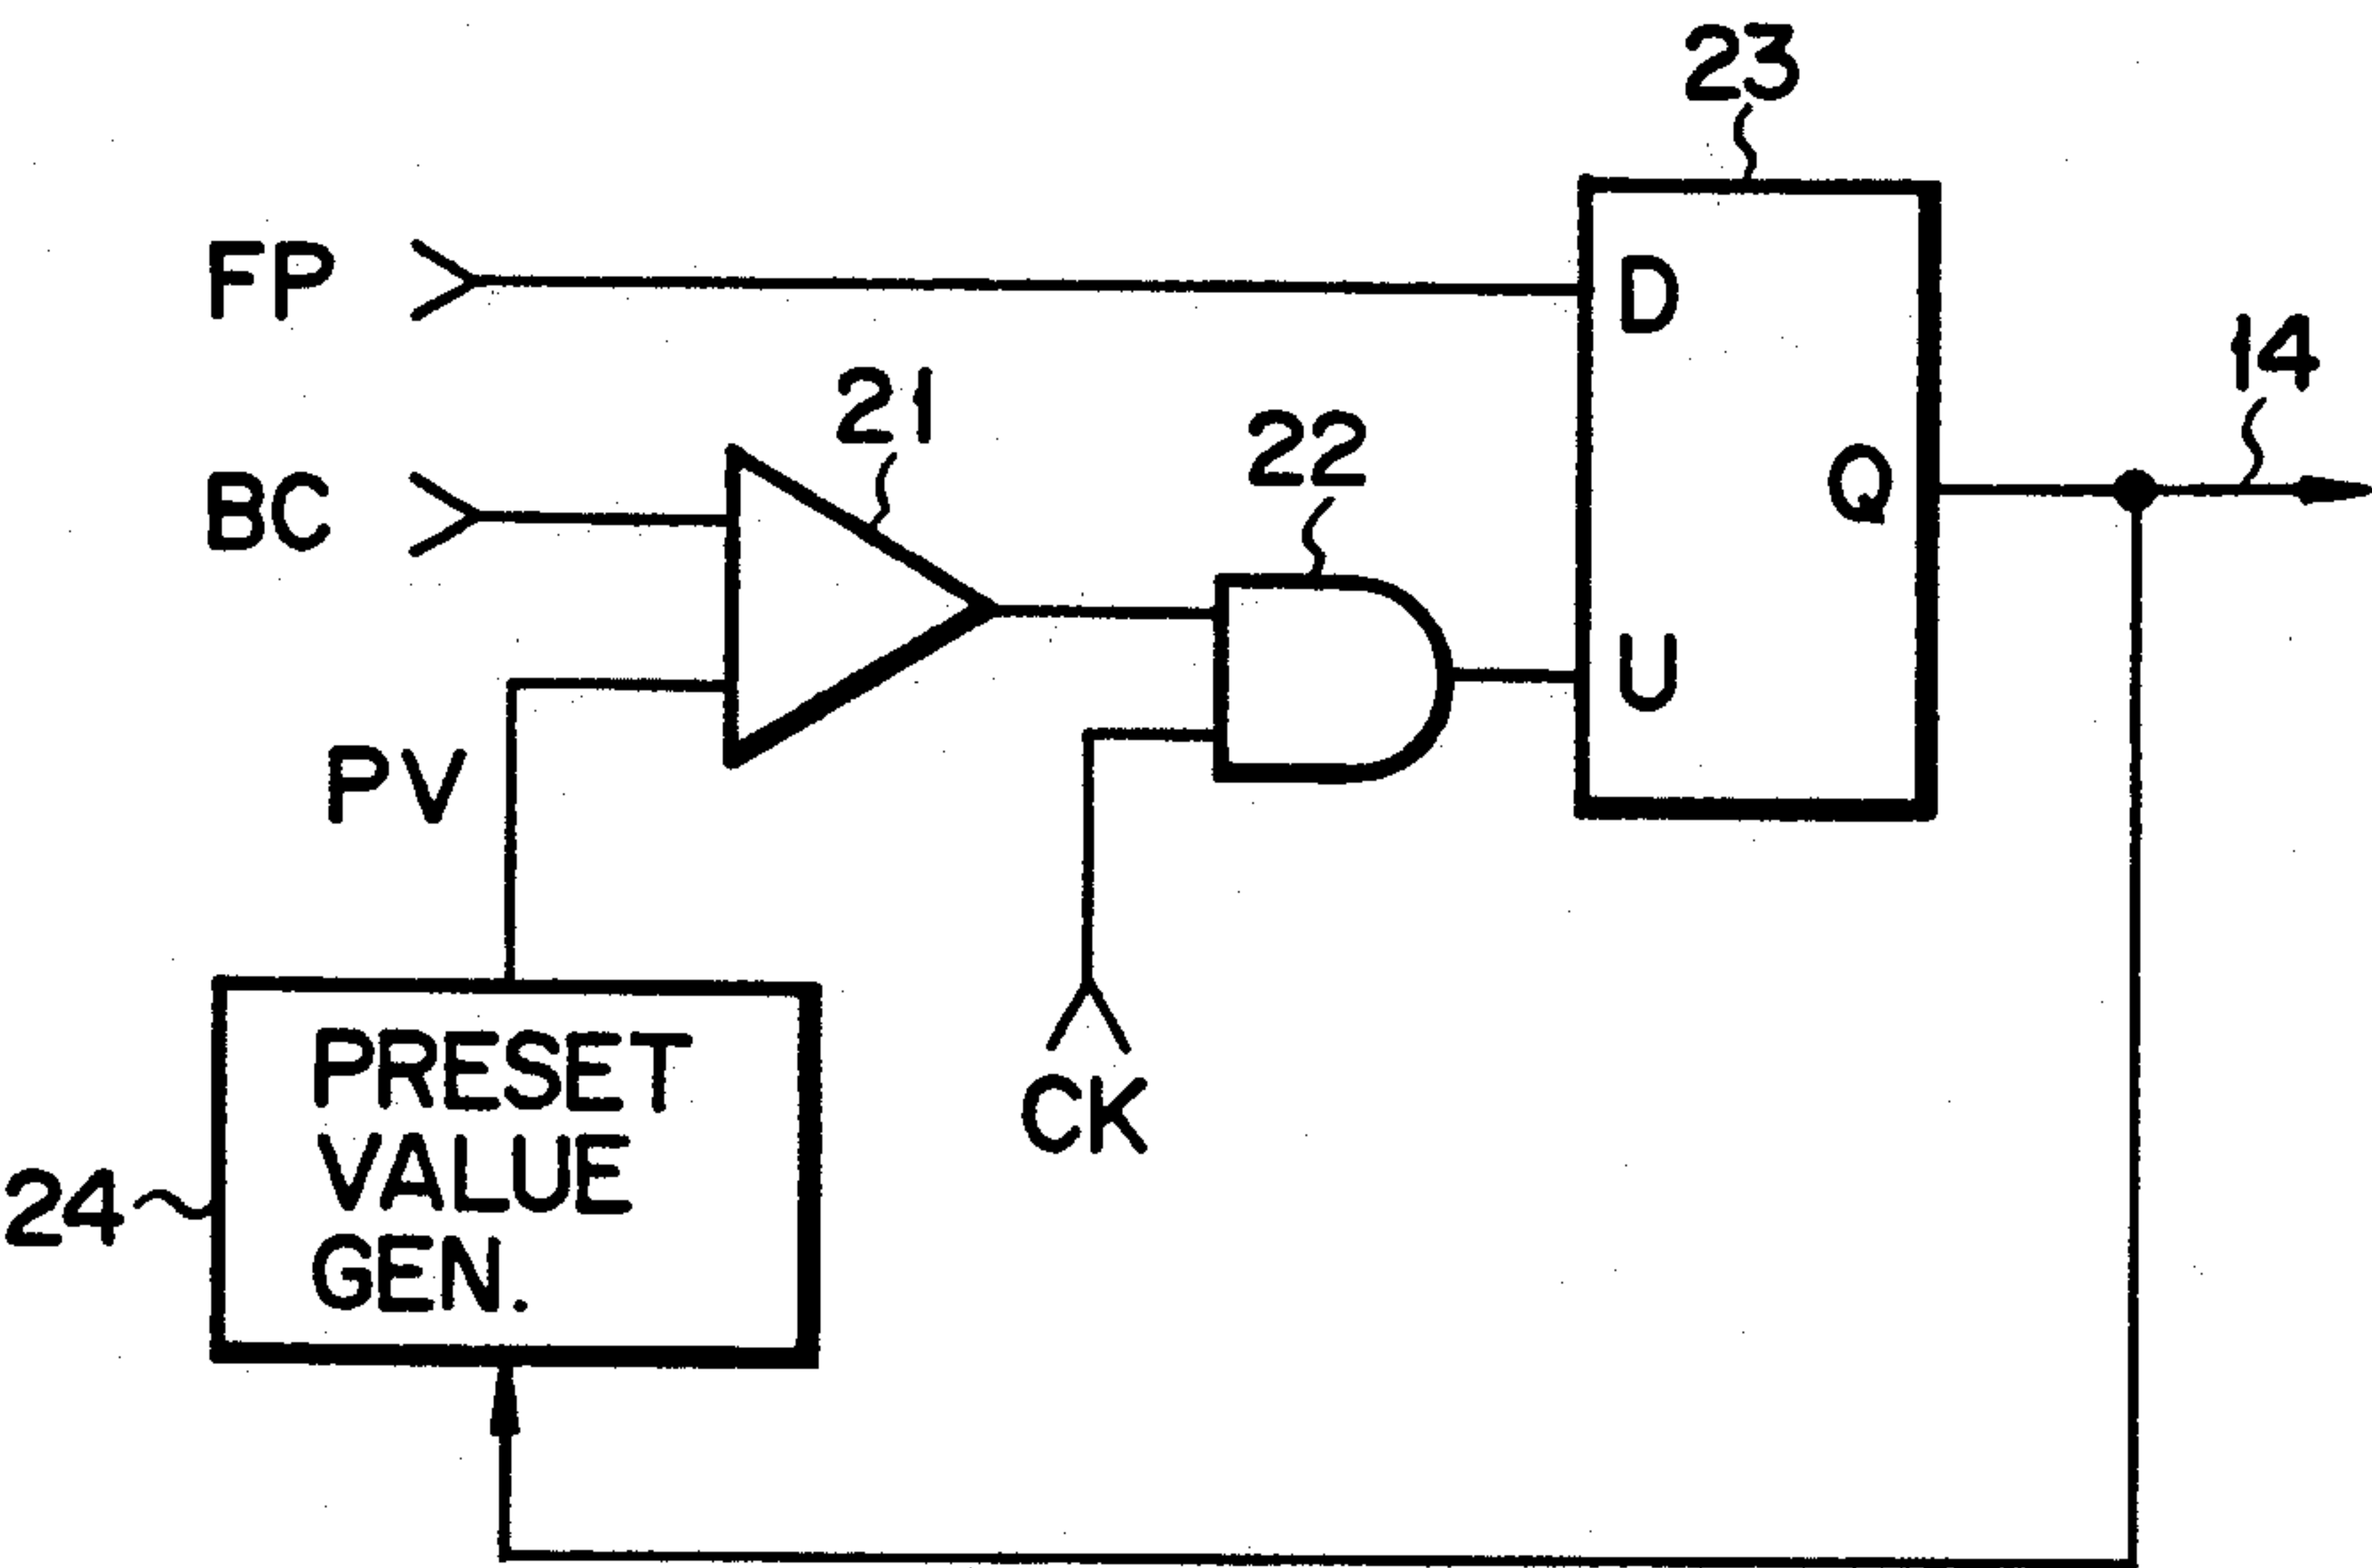 23
FP
D
14
21
BC
22
Q
U
PV
PRESET
VALUE
GEN.
CK
24